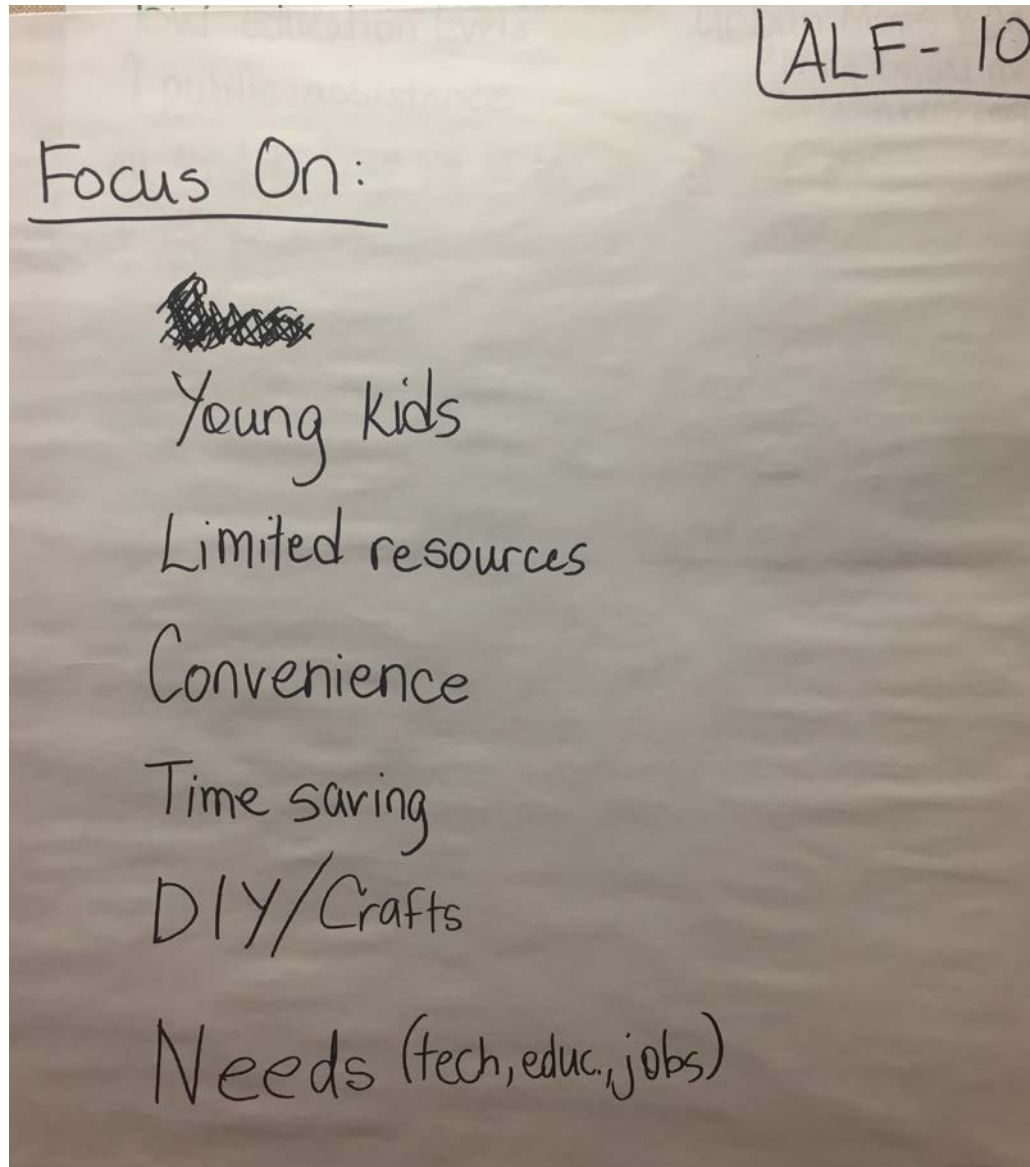 ALF-10
Focus On:
Young kids
Limited resources
Convenience
Time saving
DIY/Crafts
Needs (tech, educ., jobs)